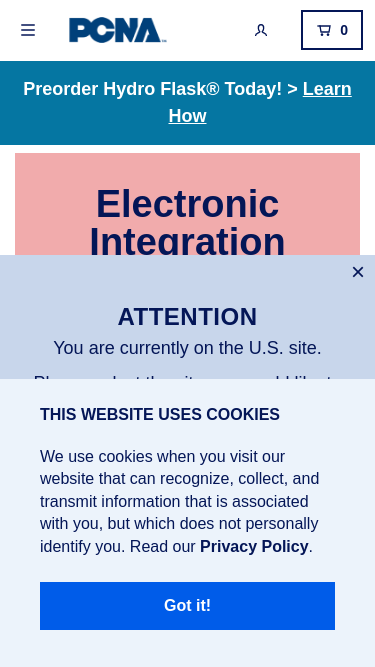 PCNA
0
Preorder Hydro Flask® Today! > Learn
How
Electronic
Integration
ATTENTION
You are currently on the U.S. site.
THIS WEBSITE USES COOKIES
We use cookies when you visit our
website that can recognize, collect, and
transmit information that is associated
with you, but which does not personally
identify you. Read our Privacy Policy.
Got it!